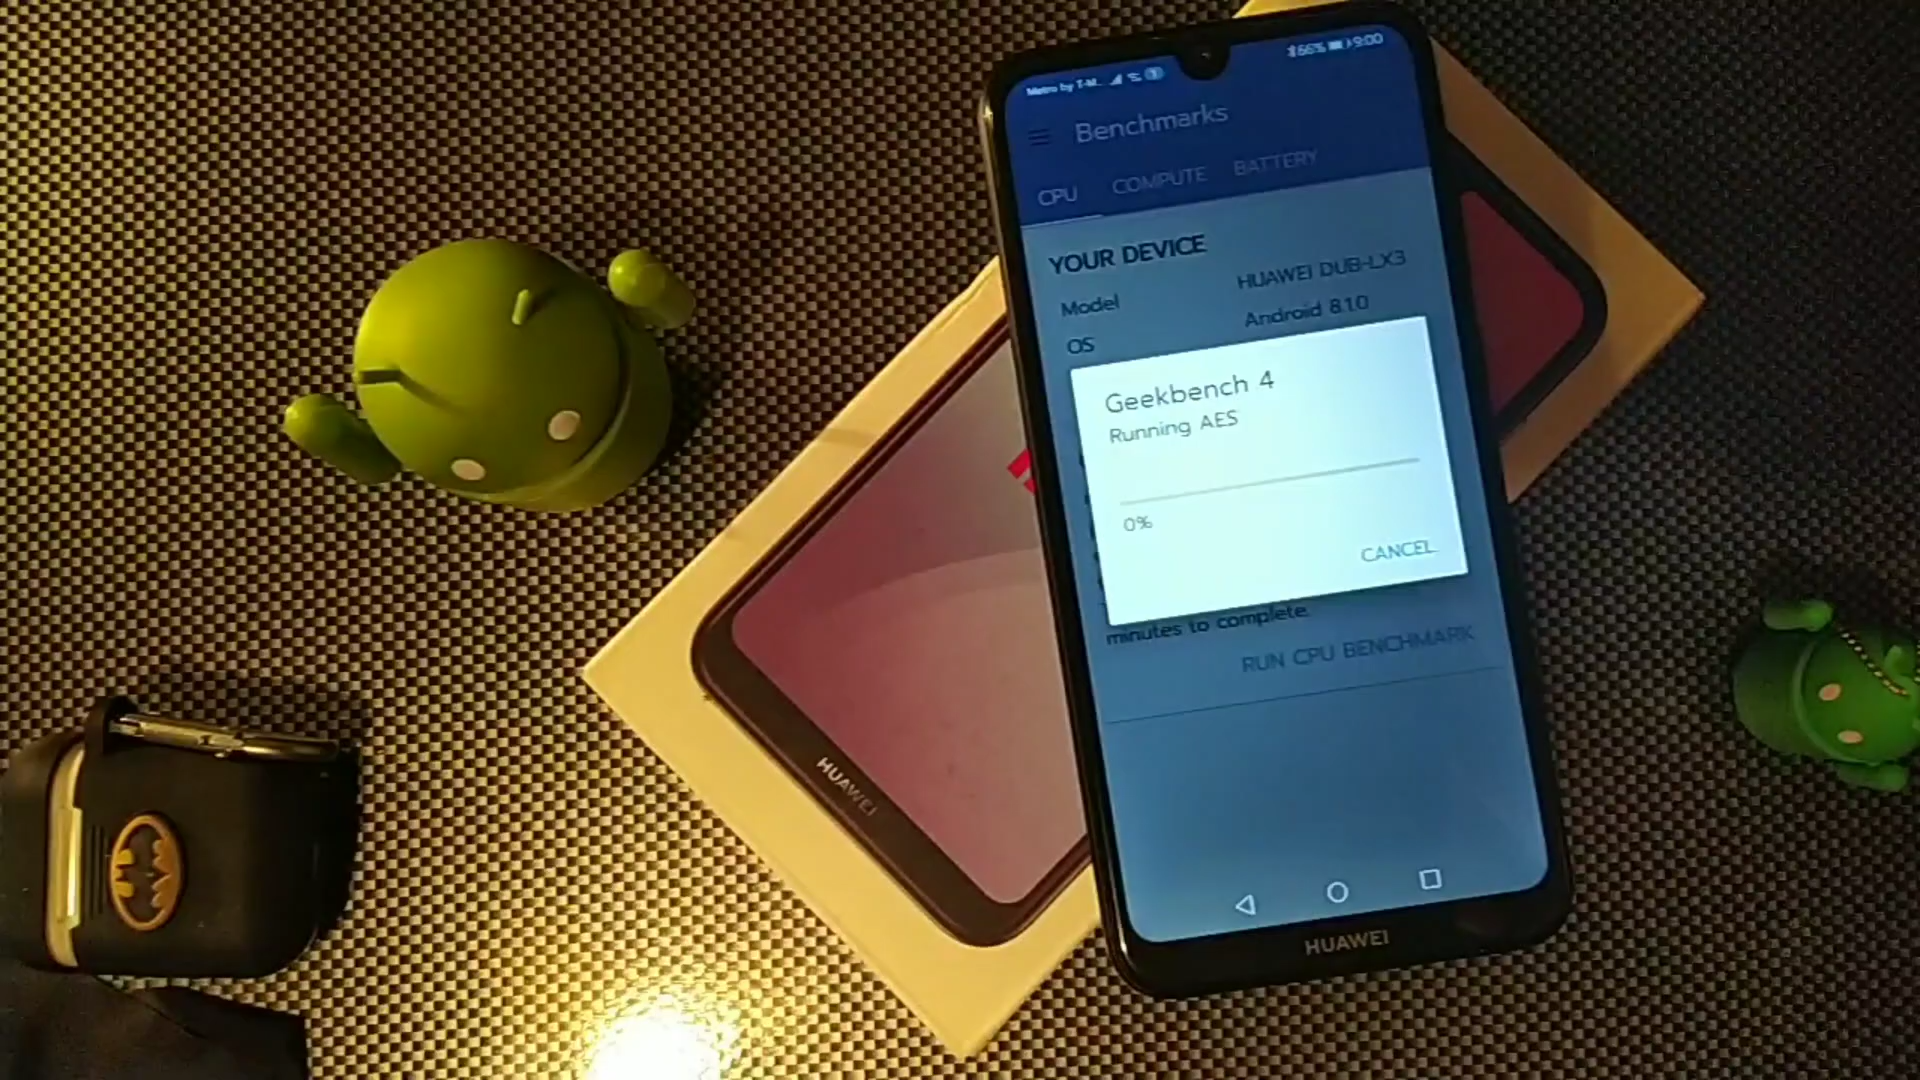 Metro by T-M... 66% 9:00
Benchmarks
CPU COMPUTE BATTERY
YOUR DEVICE
Model HUAWEI DUB-LX3
OS Android 8.1.0
Geekbench 4
Running AES
0%
CANCEL
minutes to complete.
RUN CPU BENCHMARK
HUAWEI
HUAWEI